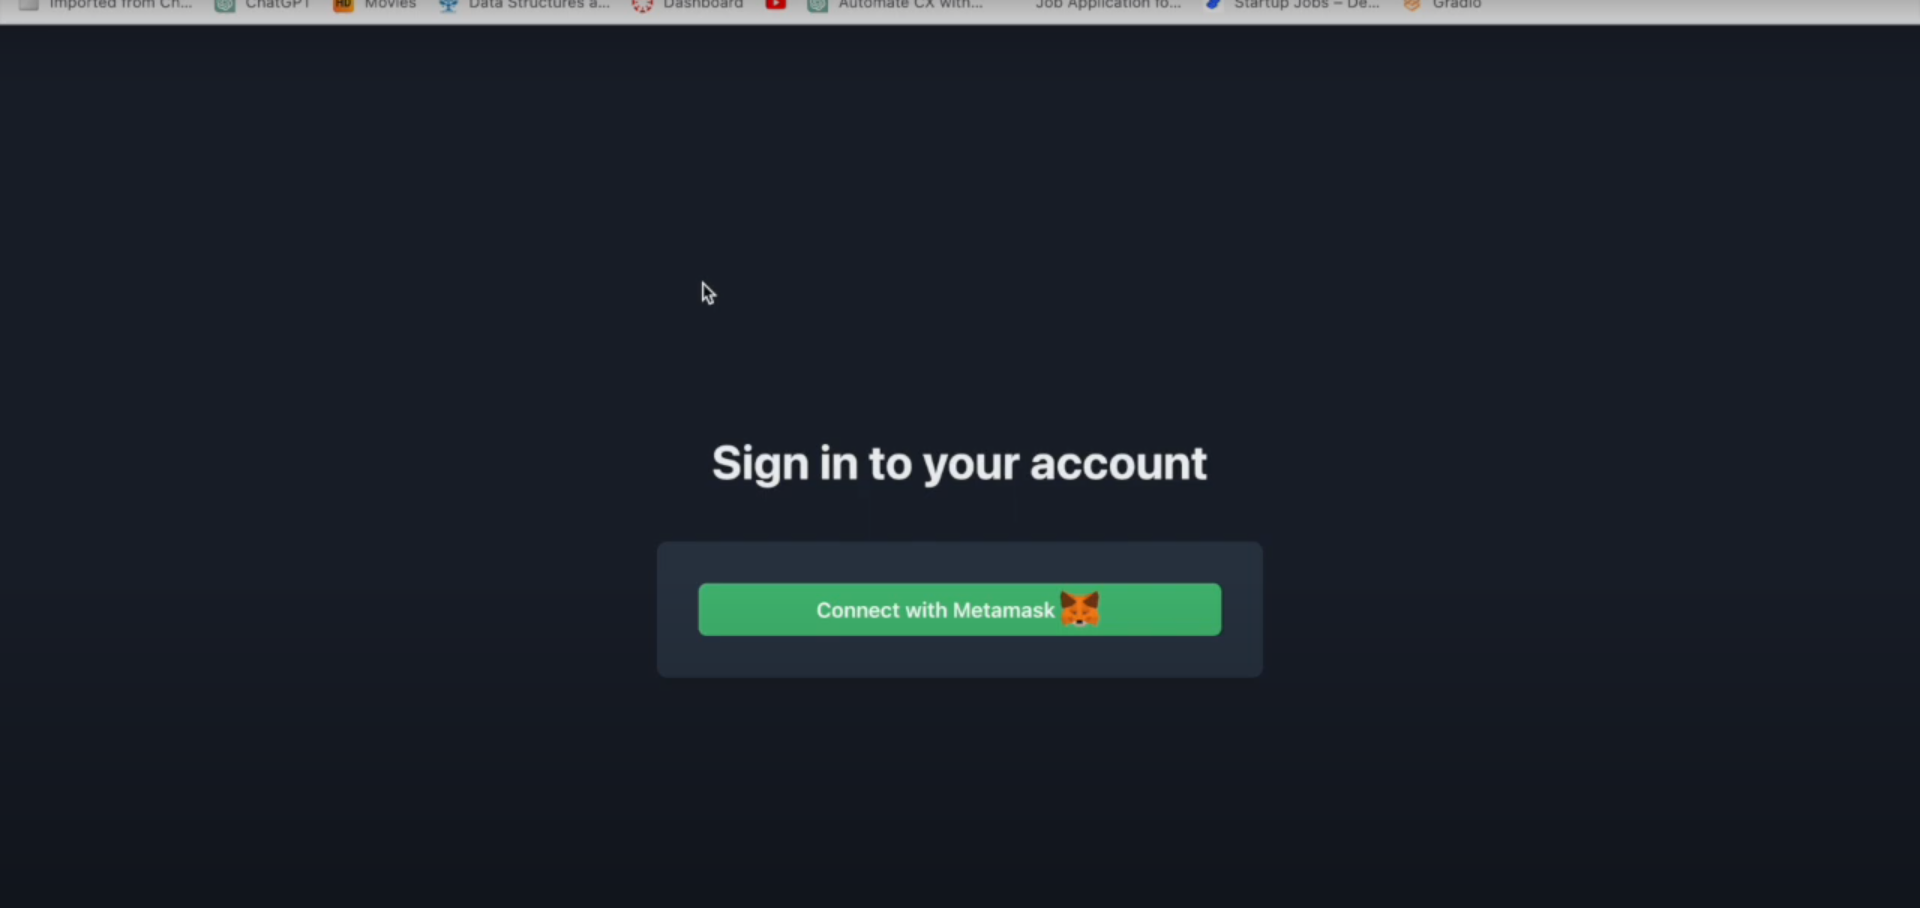 Imported from Ch... ChatGPT HD Movies Data Structures a... Dashboard Automate CX with... Job Application fo... Startup Jobs – De... Gradio
Sign in to your account
Connect with Metamask